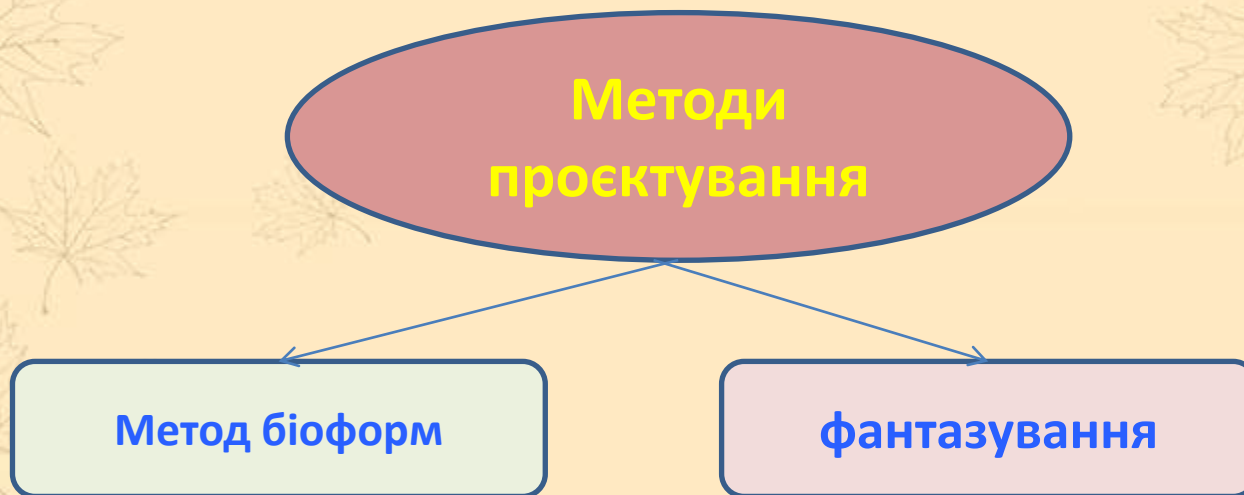 Методи
проєктування
Метод біоформ
фантазування